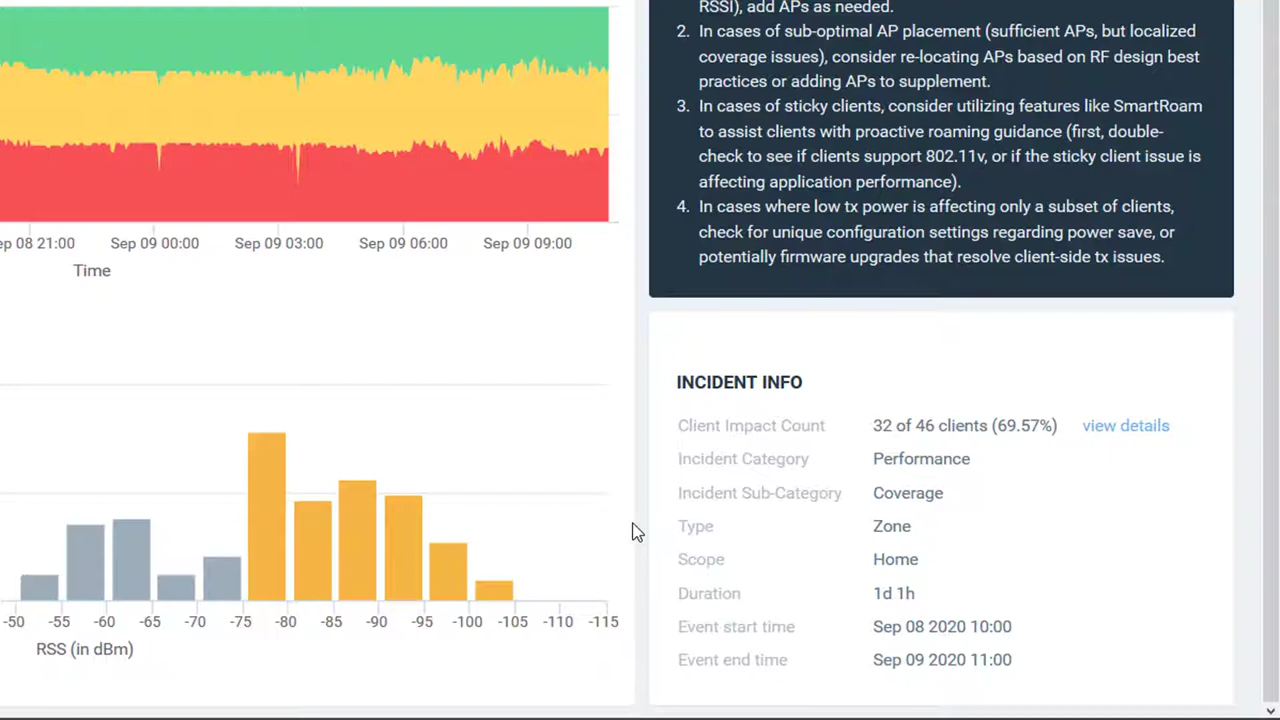 RSSI), add APs as needed.
2. In cases of sub-optimal AP placement (sufficient APs, but localized
coverage issues), consider re-locating APs based on RF design best
practices or adding APs to supplement.
3. In cases of sticky clients, consider utilizing features like SmartRoam
to assist clients with proactive roaming guidance (first, double-
check to see if clients support 802.11v, or if the sticky client issue is
affecting application performance).
4. In cases where low tx power is affecting only a subset of clients,
check for unique configuration settings regarding power save, or
potentially firmware upgrades that resolve client-side tx issues.
ep 08 21:00 Sep 09 00:00 Sep 09 03:00 Sep 09 06:00 Sep 09 09:00
Time
-50 -55 -60 -65 -70 -75 -80 -85 -90 -95 -100 -105 -110 -115
RSS (in dBm)
INCIDENT INFO
Client Impact Count 32 of 46 clients (69.57%) view details
Incident Category Performance
Incident Sub-Category Coverage
Type Zone
Scope Home
Duration 1d 1h
Event start time Sep 08 2020 10:00
Event end time Sep 09 2020 11:00